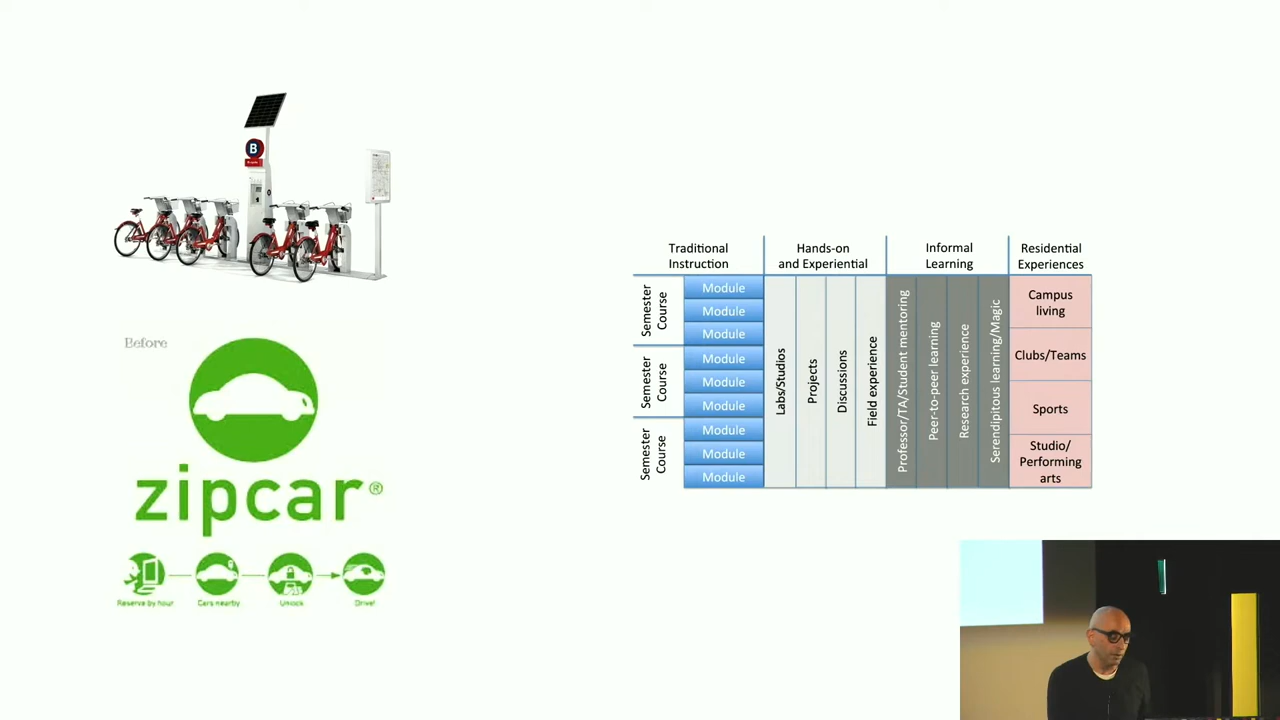 B
Before
zipcar®
Reserve by hour
Cars nearby
Unlock
Drive!
Traditional
Instruction
Hands-on
and Experiential
Informal
Learning
Residential
Experiences
Semester
Course
Module
Module
Module
Semester
Course
Module
Module
Module
Semester
Course
Module
Module
Module
Labs/Studios
Projects
Discussions
Field experience
Professor/TA/Student mentoring
Peer-to-peer learning
Research experience
Serendipitous learning/Magic
Campus
living
Clubs/Teams
Sports
Studio/
Performing
arts